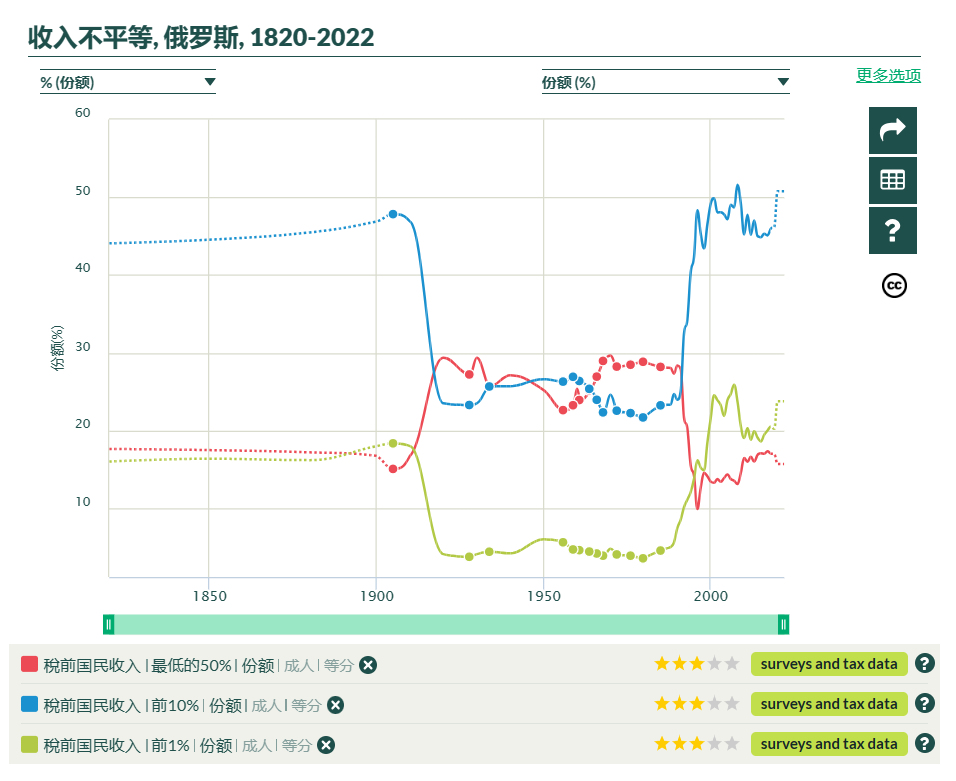 收入不平等, 俄罗斯, 1820-2022
% (份额)
份额 (%)
更多选项
60
50
40
30
20
10
份额(%)
1850
1900
1950
2000
?
cc
税前国民收入 | 最低的50% | 份额 | 成人 | 等分
surveys and tax data
?
税前国民收入 | 前10% | 份额 | 成人 | 等分
surveys and tax data
?
税前国民收入 | 前1% | 份额 | 成人 | 等分
surveys and tax data
?